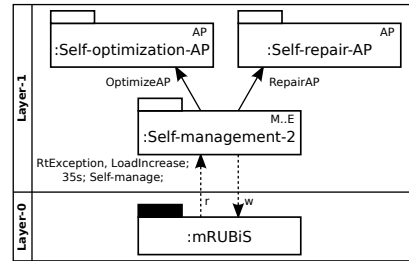 Layer-1
AP
:Self-optimization-AP
AP
:Self-repair-AP
OptimizeAP
RepairAP
M..E
:Self-management-2
RtException, LoadIncrease;
35s; Self-manage;
r
w
Layer-0
:mRUBiS